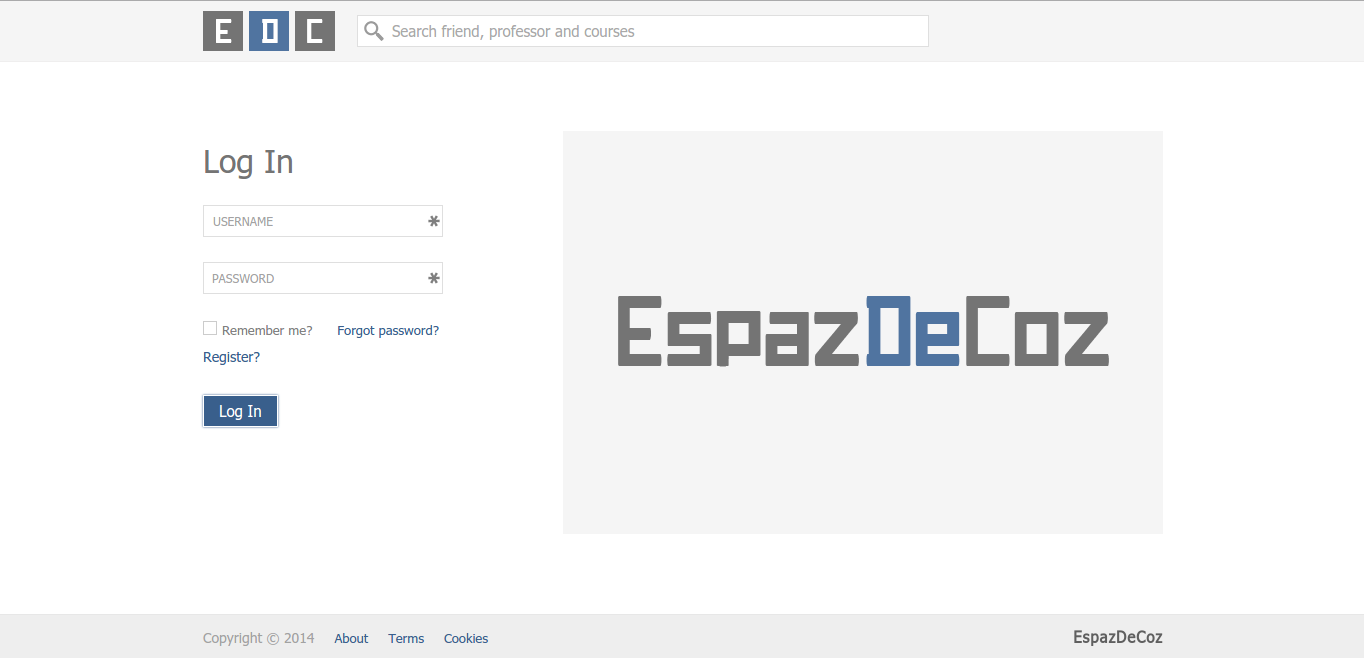 E D C
Search friend, professor and courses
Log In
USERNAME *
PASSWORD *
Remember me? Forgot password?
Register?
Log In
EspazDeCoz
Copyright © 2014 About Terms Cookies EspazDeCoz